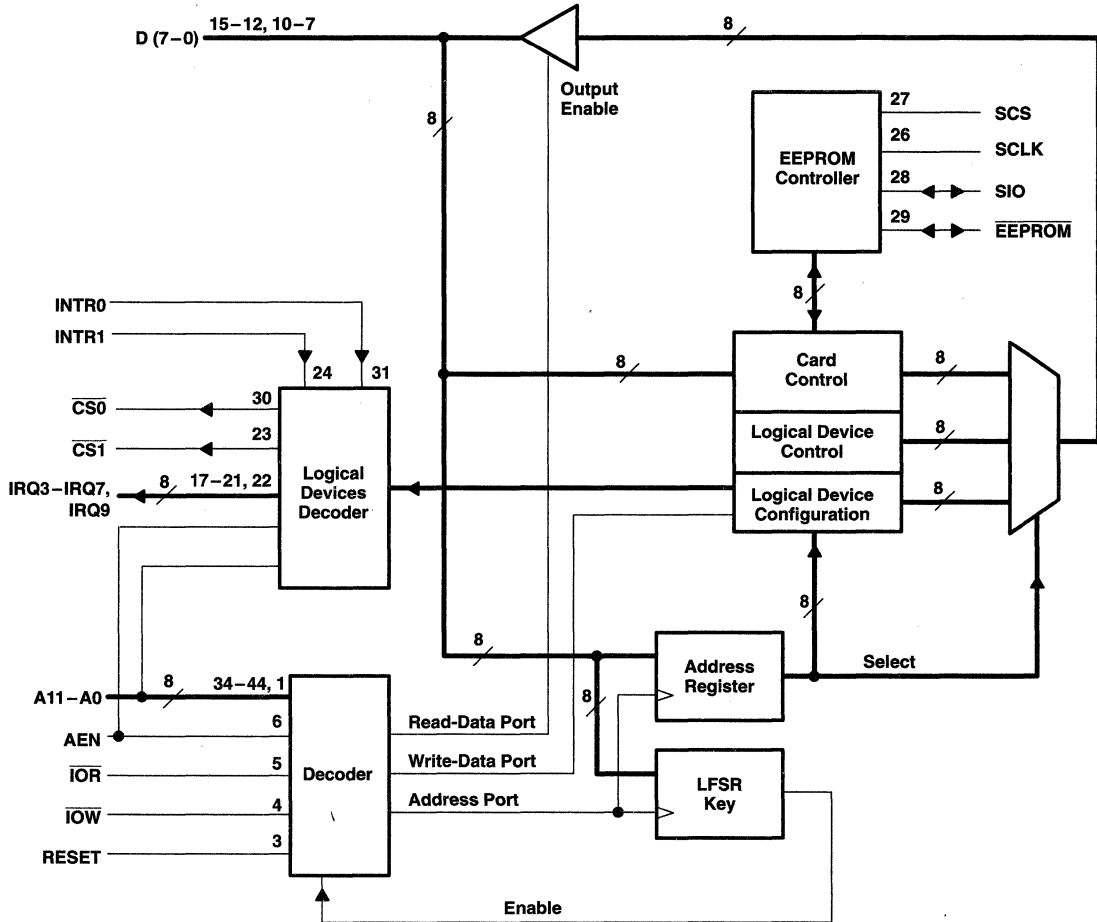 D (7–0)
15–12, 10–7
8
Output
Enable
8
EEPROM
Controller
27
SCS
26
SCLK
28
SIO
29
EEPROM
8
INTR0
INTR1
24
31
8
Card
Control
8
CS0
30
CS1
23
Logical Device
Control
8
IRQ3–IRQ7,
IRQ9
8
17–21, 22
Logical
Devices
Decoder
Logical Device
Configuration
8
8
8
8
Address
Register
Select
A11–A0
8
34–44, 1
AEN
6
Read-Data Port
IOR
5
Decoder
Write-Data Port
LFSR
Key
IOW
4
Address Port
RESET
3
Enable